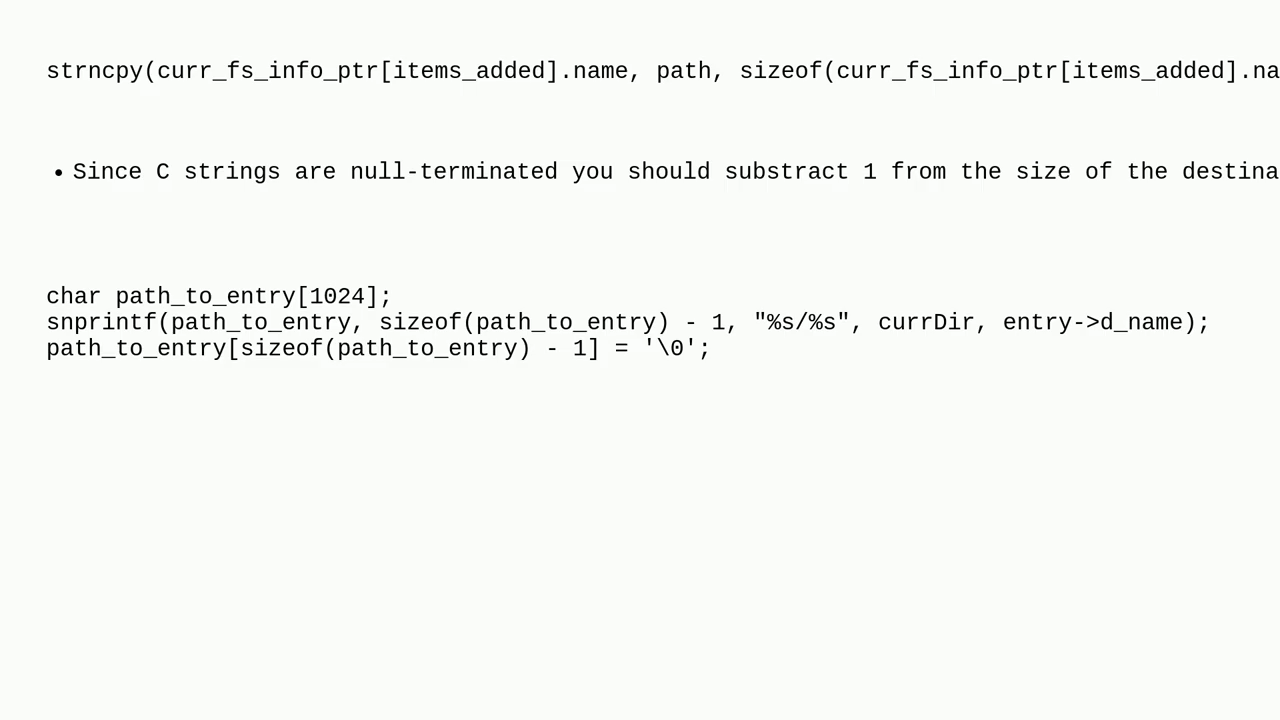 strncpy(curr_fs_info_ptr[items_added].name, path, sizeof(curr_fs_info_ptr[items_added].na
• Since C strings are null-terminated you should substract 1 from the size of the destina
char path_to_entry[1024];
snprintf(path_to_entry, sizeof(path_to_entry) - 1, "%s/%s", currDir, entry->d_name);
path_to_entry[sizeof(path_to_entry) - 1] = '\0';